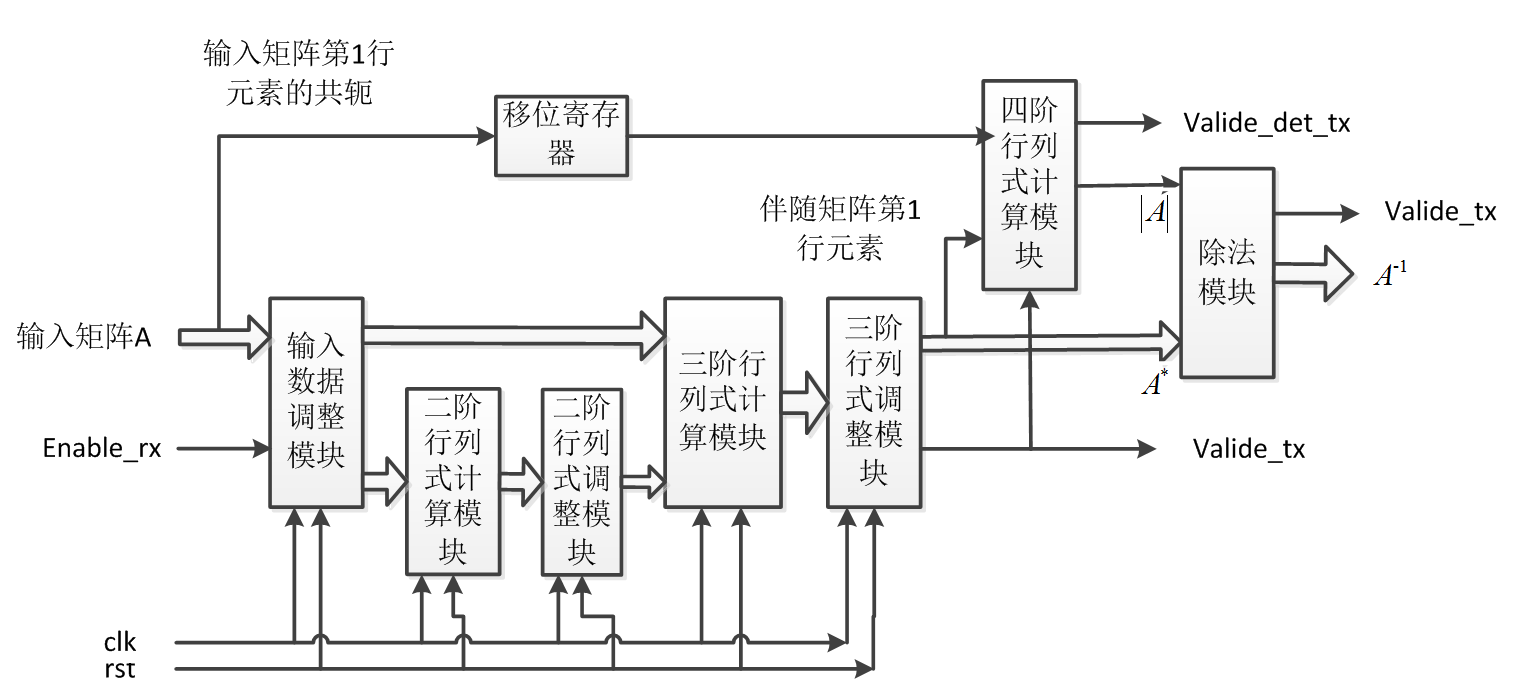 输入矩阵第1行
元素的共轭
移位寄存
器
四阶
行列
式计
算模
块
Valide_det_tx
|A|
伴随矩阵第1
行元素
除法
模块
Valide_tx
A⁻¹
输入矩阵A
输入
数据
调整
模块
三阶行
列式计
算模块
三阶
行列
式调
整模
块
A*
Enable_rx
二阶
行列
式计
算模
块
二阶
行列
式调
整模
块
Valide_tx
clk
rst